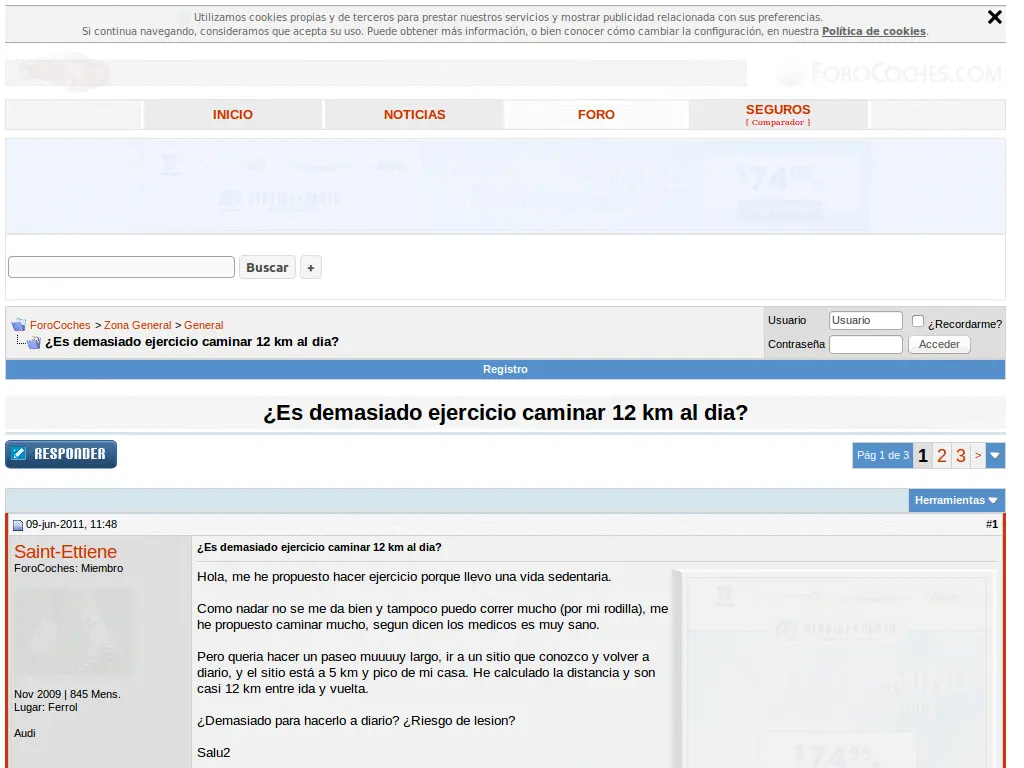 Utilizamos cookies propias y de terceros para prestar nuestros servicios y mostrar publicidad relacionada con sus preferencias.
Si continua navegando, consideramos que acepta su uso. Puede obtener más información, o bien conocer cómo cambiar la configuración, en nuestra Política de cookies.
FOROCOCHES.COM
INICIO
NOTICIAS
FORO
SEGUROS
[ Comparador ]
$74
Buscar
+
ForoCoches > Zona General > General
¿Es demasiado ejercicio caminar 12 km al dia?
Usuario
Usuario
¿Recordarme?
Contraseña
Acceder
Registro
¿Es demasiado ejercicio caminar 12 km al dia?
RESPONDER
Pág 1 de 3
1
2
3
>
Herramientas
09-jun-2011, 11:48
#1
Saint-Ettiene
ForoCoches: Miembro
Nov 2009 | 845 Mens.
Lugar: Ferrol
Audi
¿Es demasiado ejercicio caminar 12 km al dia?
Hola, me he propuesto hacer ejercicio porque llevo una vida sedentaria.
Como nadar no se me da bien y tampoco puedo correr mucho (por mi rodilla), me
he propuesto caminar mucho, segun dicen los medicos es muy sano.
Pero queria hacer un paseo muuuuy largo, ir a un sitio que conozco y volver a
diario, y el sitio está a 5 km y pico de mi casa. He calculado la distancia y son
casi 12 km entre ida y vuelta.
¿Demasiado para hacerlo a diario? ¿Riesgo de lesion?
Salu2
$74